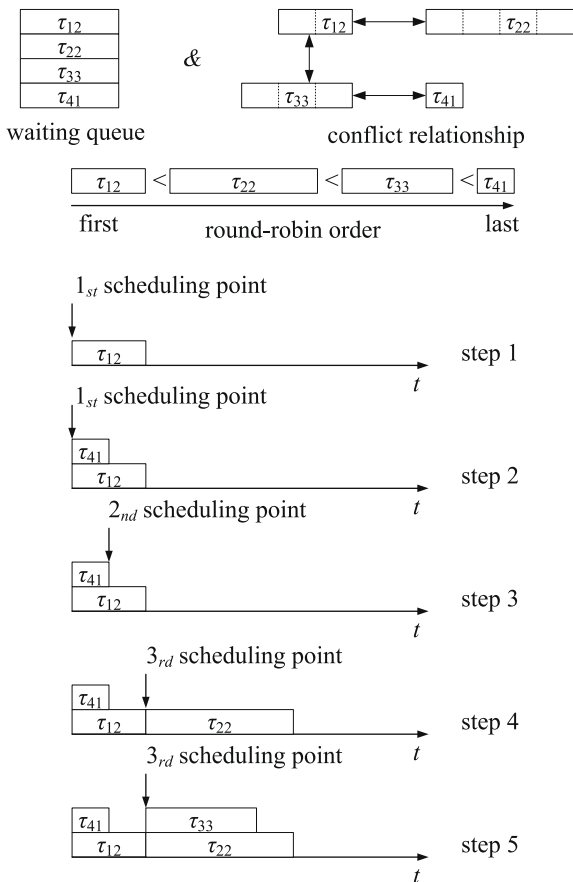 τ12
τ22
τ33
τ41
waiting queue
&
τ12 τ22
τ33 τ41
conflict relationship
τ12 < τ22 < τ33 < τ41
first round-robin order last
1st scheduling point
τ12
t
step 1
1st scheduling point
τ41
τ12
t
step 2
2nd scheduling point
τ41
τ12
t
step 3
3rd scheduling point
τ41
τ12 τ22
t
step 4
3rd scheduling point
τ41 τ33
τ12 τ22
t
step 5